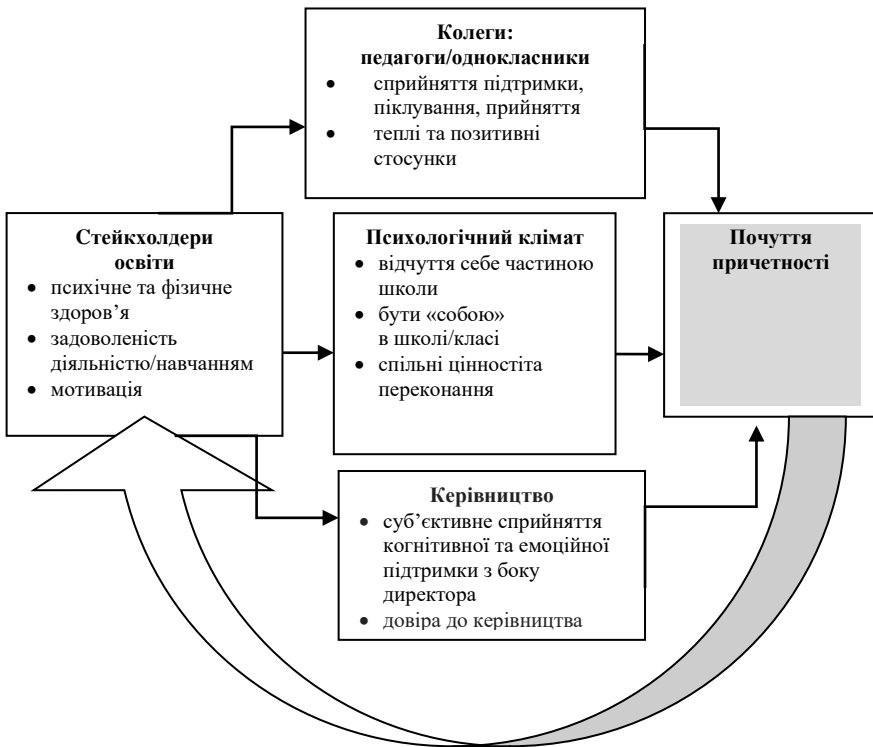 Колеги:
педагоги/однокласники
• сприйняття підтримки,
піклування, прийняття
• теплі та позитивні
стосунки
Стейкхолдери
освіти
• психічне та фізичне
здоров’я
• задоволеність
діяльністю/навчанням
• мотивація
Психологічний клімат
• відчуття себе частиною
школи
• бути «собою»
в школі/класі
• спільні цінностіта
переконання
Почуття
причетності
Керівництво
• суб’єктивне сприйняття
когнітивної та емоційної
підтримки з боку
директора
• довіра до керівництва